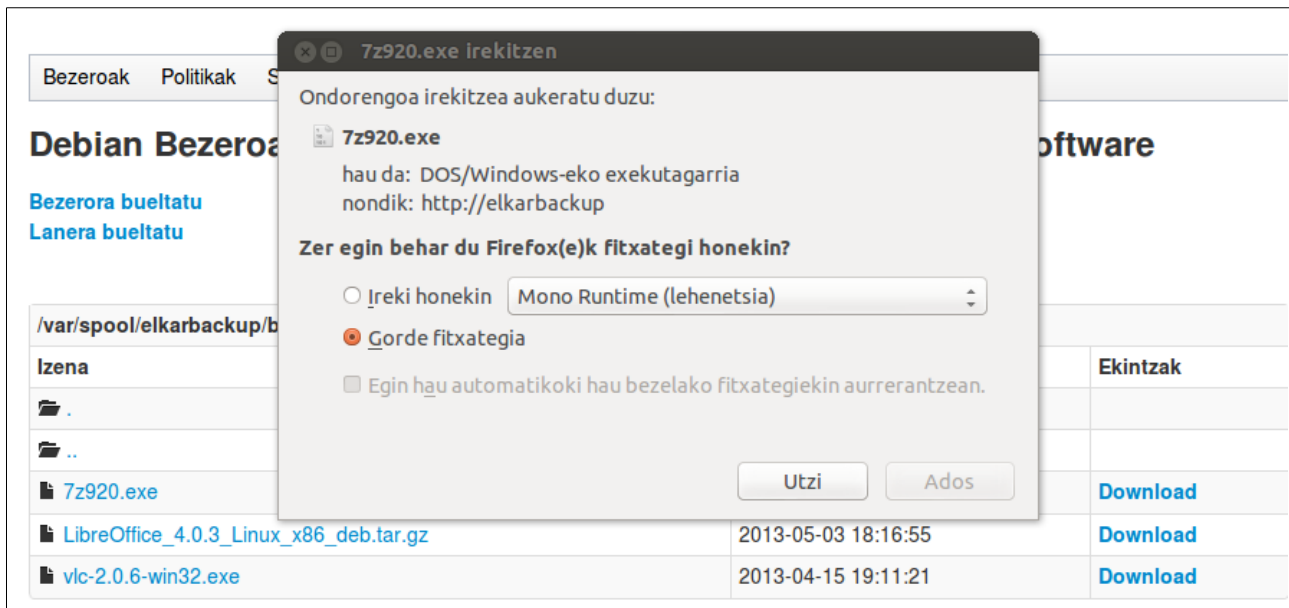 7z920.exe irekitzen
Bezeroak Politikak S
Ondorengoa irekitzea aukeratu duzu:
7z920.exe
hau da: DOS/Windows-eko exekutagarria
nondik: http://elkarbackup
Debian Bezeroa oftware
Bezerora bueltatu
Lanera bueltatu
Zer egin behar du Firefox(e)k fitxategi honekin?
Ireki honekin Mono Runtime (lehenetsia)
Gorde fitxategia
Egin hau automatikoki hau bezelako fitxategiekin aurrerantzean.
Utzi Ados
/var/spool/elkarbackup/b
Izena Ekintzak
.
..
7z920.exe Download
LibreOffice_4.0.3_Linux_x86_deb.tar.gz 2013-05-03 18:16:55 Download
vlc-2.0.6-win32.exe 2013-04-15 19:11:21 Download